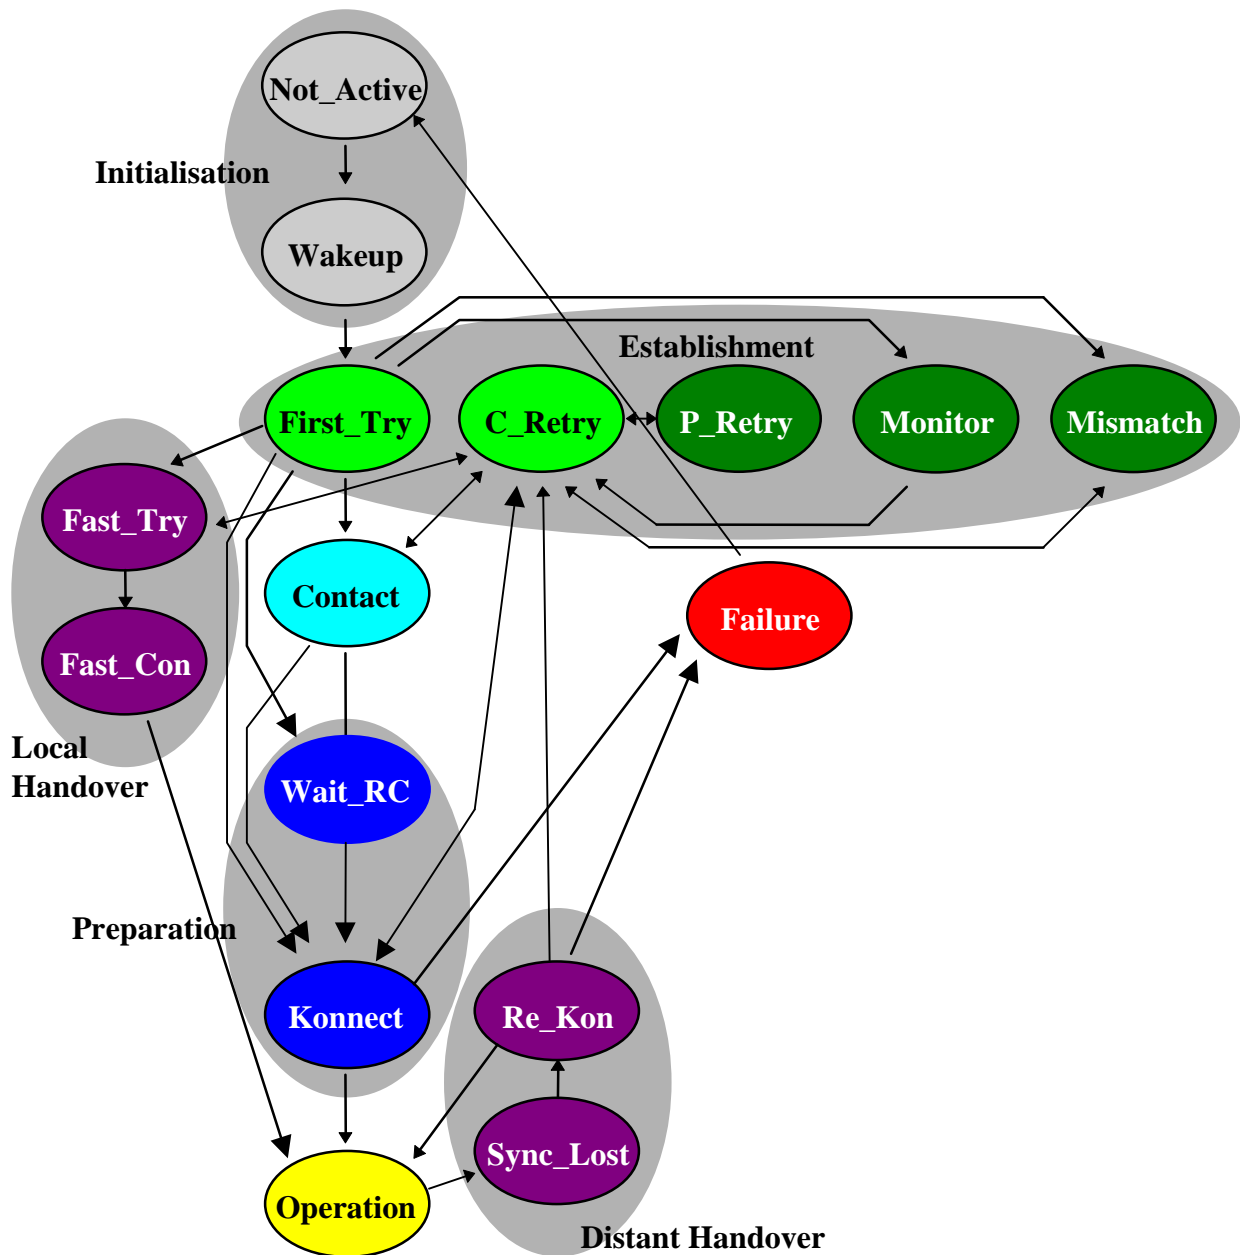 Not_Active
Initialisation
Wakeup
Establishment
First_Try
C_Retry
P_Retry
Monitor
Mismatch
Fast_Try
Contact
Failure
Fast_Con
Local
Handover
Wait_RC
Preparation
Konnect
Re_Kon
Sync_Lost
Operation
Distant Handover